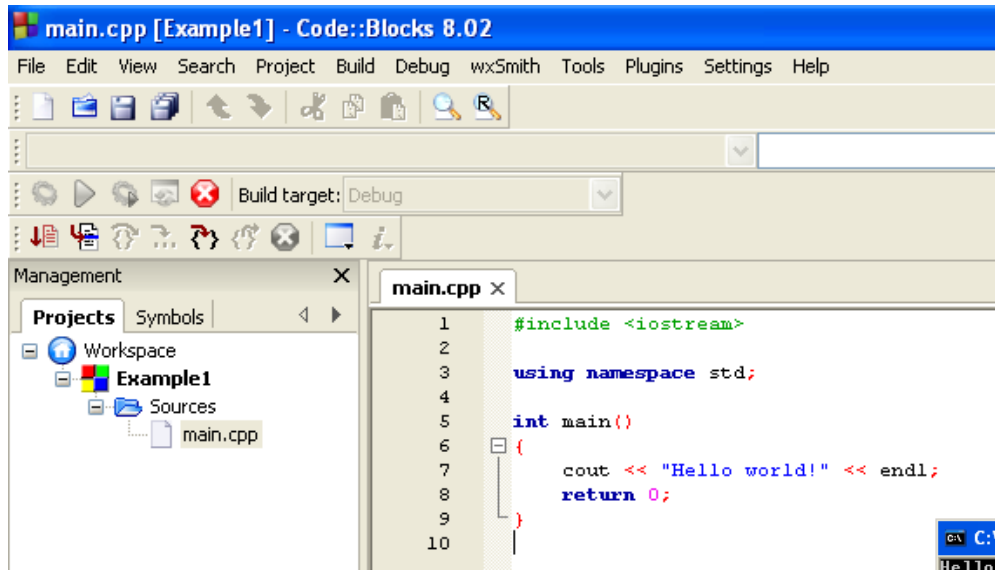 main.cpp [Example1] - Code::Blocks 8.02
File Edit View Search Project Build Debug wxSmith Tools Plugins Settings Help
Build target: Debug
Management
main.cpp
Projects Symbols
Workspace
Example1
Sources
main.cpp
1 #include <iostream>
2
3 using namespace std;
4
5 int main()
6 {
7 cout << "Hello world!" << endl;
8 return 0;
9 }
10
C:\
Hello